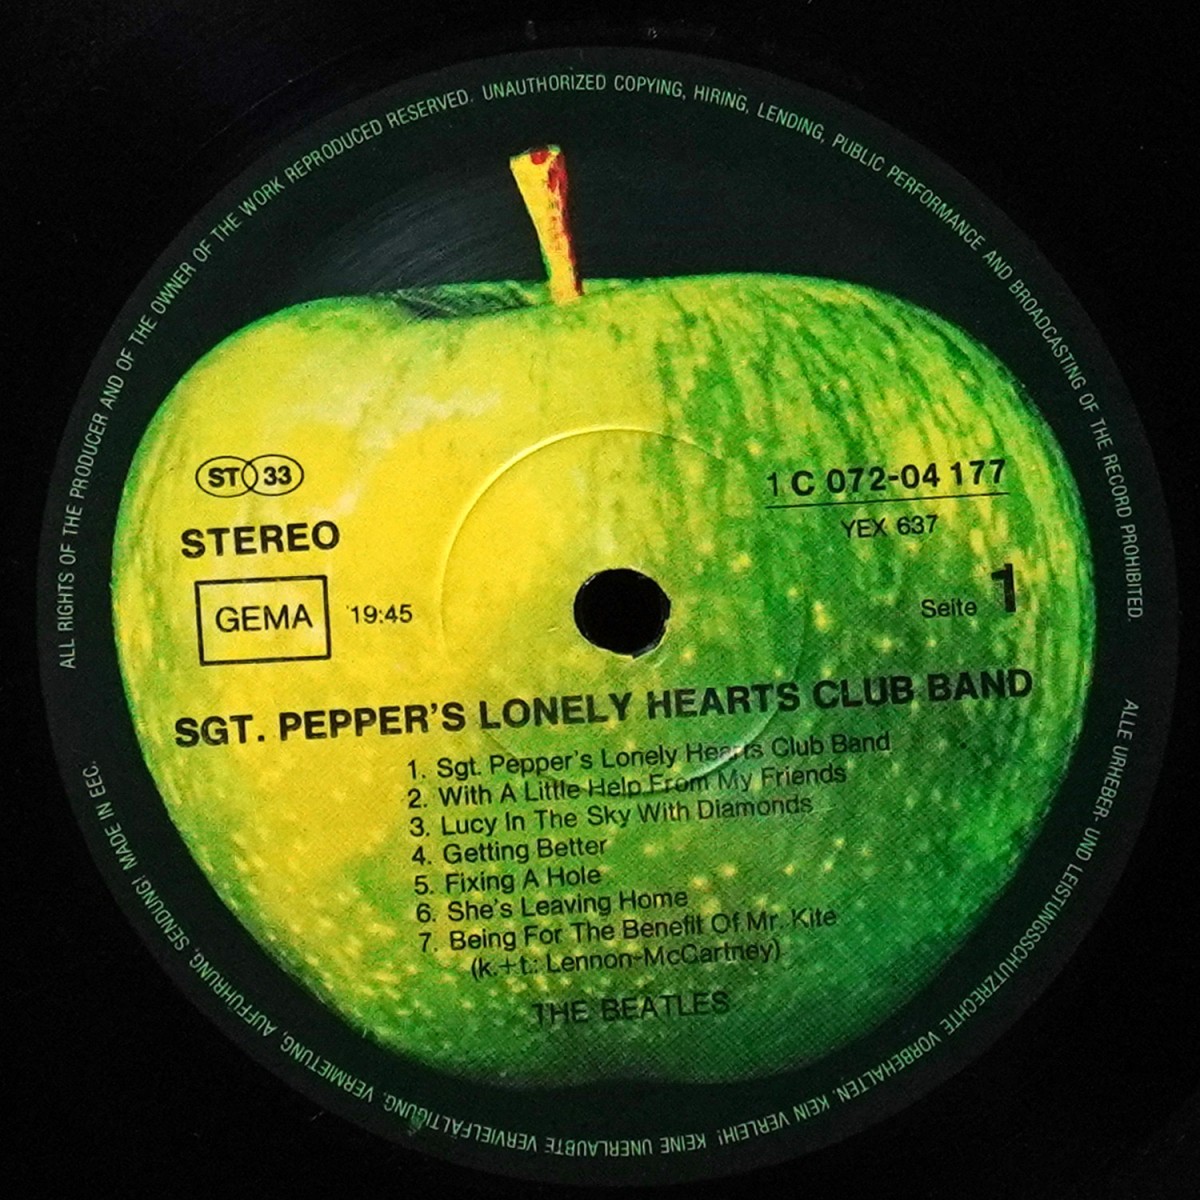 ALL RIGHTS OF THE PRODUCER AND OF THE OWNER OF THE WORK REPRODUCED RESERVED. UNAUTHORIZED COPYING, HIRING, LENDING, PUBLIC PERFORMANCE AND BROADCASTING OF THE RECORD PROHIBITED.
ST 33
STEREO
GEMA 19:45
1 C 072-04 177
YEX 637
Seite 1
SGT. PEPPER'S LONELY HEARTS CLUB BAND
1. Sgt. Pepper's Lonely Hearts Club Band
2. With A Little Help From My Friends
3. Lucy In The Sky With Diamonds
4. Getting Better
5. Fixing A Hole
6. She's Leaving Home
7. Being For The Benefit Of Mr. Kite
(k.+t.: Lennon-McCartney)
THE BEATLES
ALLE URHEBER- UND LEISTUNGSSCHUTZRECHTE VORBEHALTEN. KEIN VERLEIH! KEINE UNERLAUBTE VERVIELFÄLTIGUNG, VERMIETUNG, AUFFÜHRUNG, SENDUNG! MADE IN EEC.